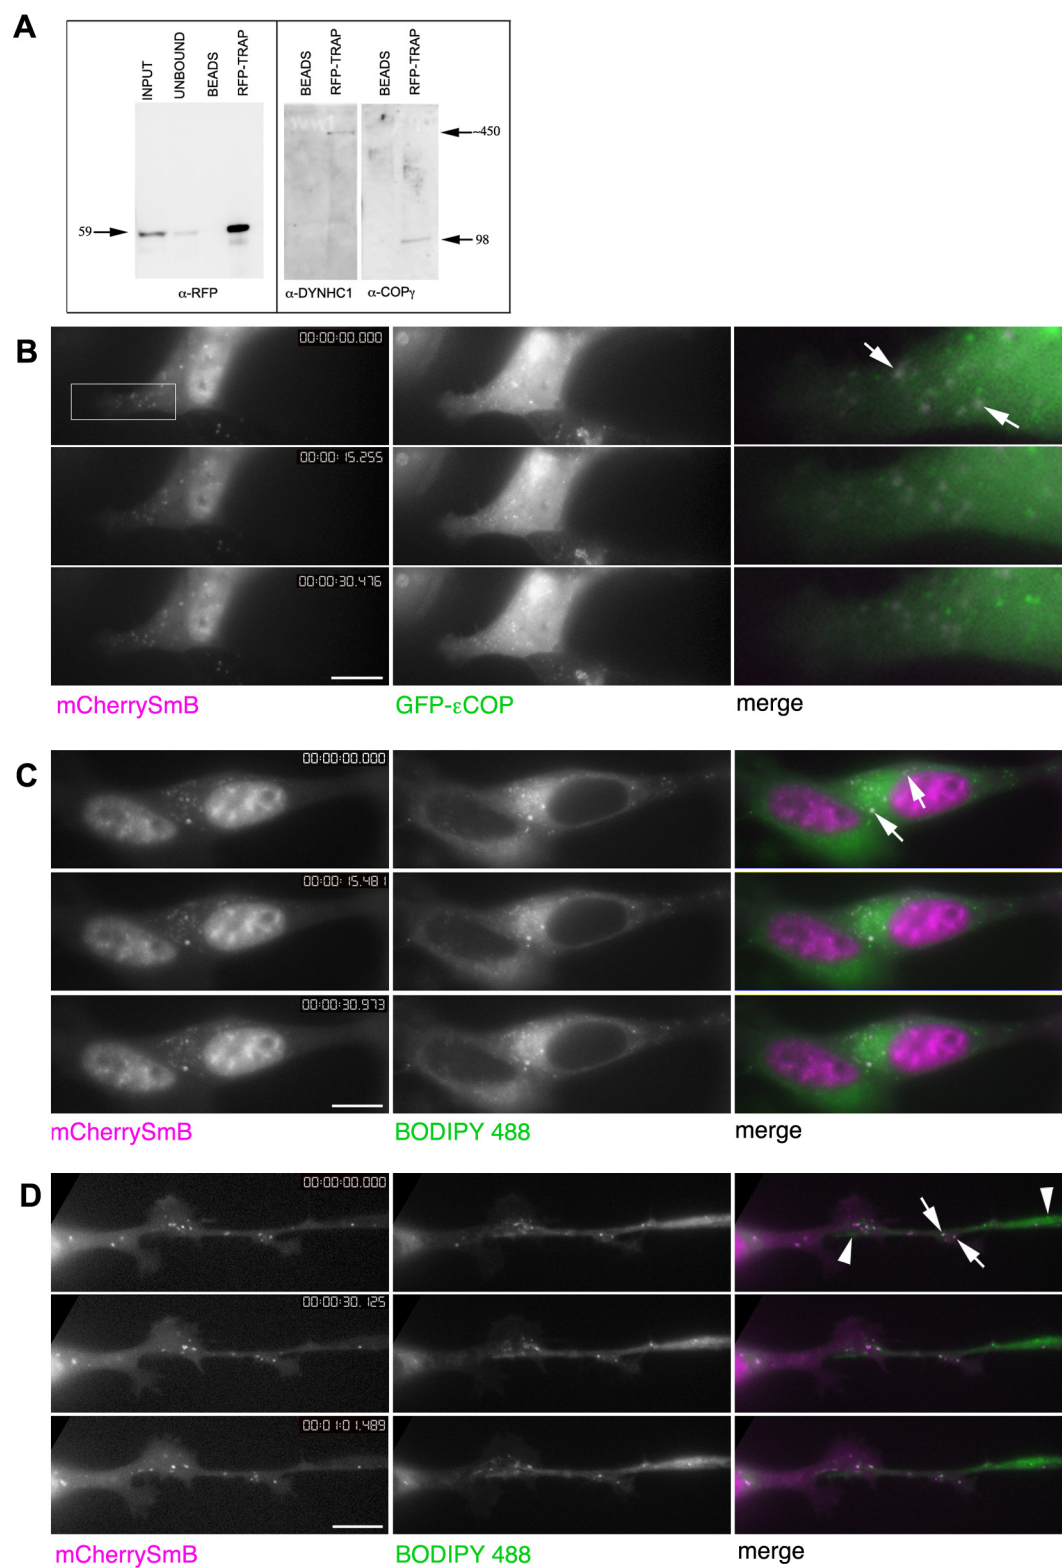 A
INPUT
UNBOUND
BEADS
RFP-TRAP
BEADS
RFP-TRAP
BEADS
RFP-TRAP
59
~450
98
α-RFP
α-DYNHC1
α-COPγ
B
00:00:00.000
00:00:15.255
00:00:30.476
mCherrySmB
GFP-εCOP
merge
C
00:00:00.000
00:00:15.481
00:00:30.973
mCherrySmB
BODIPY 488
merge
D
00:00:00.000
00:00:30.125
00:01:01.489
mCherrySmB
BODIPY 488
merge